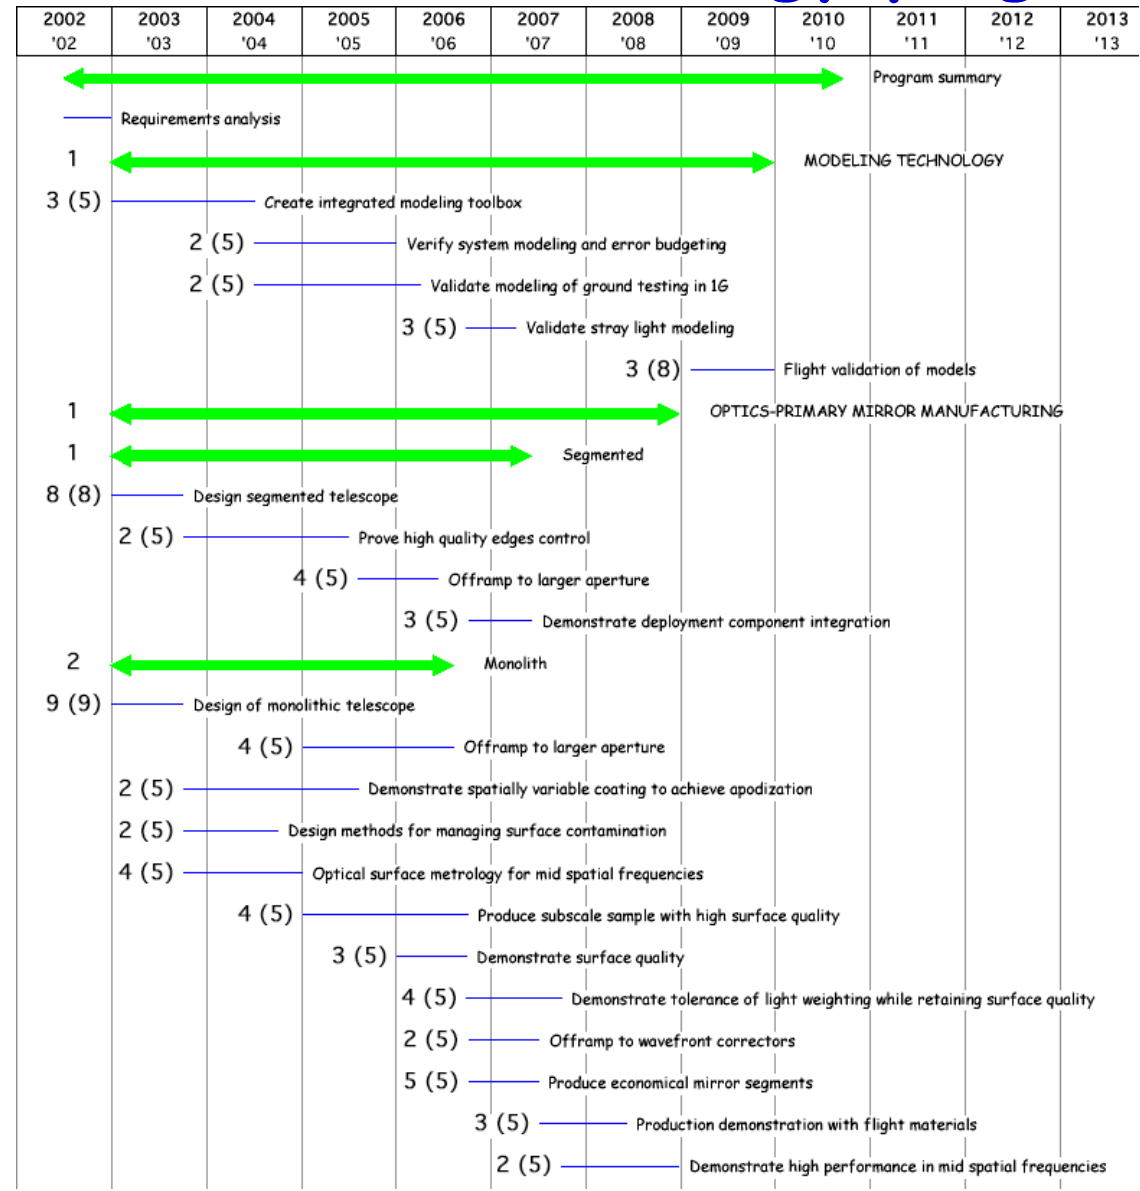 2002 2003 2004 2005 2006 2007 2008 2009 2010 2011 2012 2013
'02 '03 '04 '05 '06 '07 '08 '09 '10 '11 '12 '13
Program summary
Requirements analysis
1 MODELING TECHNOLOGY
3 (5) Create integrated modeling toolbox
2 (5) Verify system modeling and error budgeting
2 (5) Validate modeling of ground testing in 1G
3 (5) Validate stray light modeling
3 (8) Flight validation of models
1 OPTICS-PRIMARY MIRROR MANUFACTURING
1 Segmented
8 (8) Design segmented telescope
2 (5) Prove high quality edges control
4 (5) Offramp to larger aperture
3 (5) Demonstrate deployment component integration
2 Monolith
9 (9) Design of monolithic telescope
4 (5) Offramp to larger aperture
2 (5) Demonstrate spatially variable coating to achieve apodization
2 (5) Design methods for managing surface contamination
4 (5) Optical surface metrology for mid spatial frequencies
4 (5) Produce subscale sample with high surface quality
3 (5) Demonstrate surface quality
4 (5) Demonstrate tolerance of light weighting while retaining surface quality
2 (5) Offramp to wavefront correctors
5 (5) Produce economical mirror segments
3 (5) Production demonstration with flight materials
2 (5) Demonstrate high performance in mid spatial frequencies